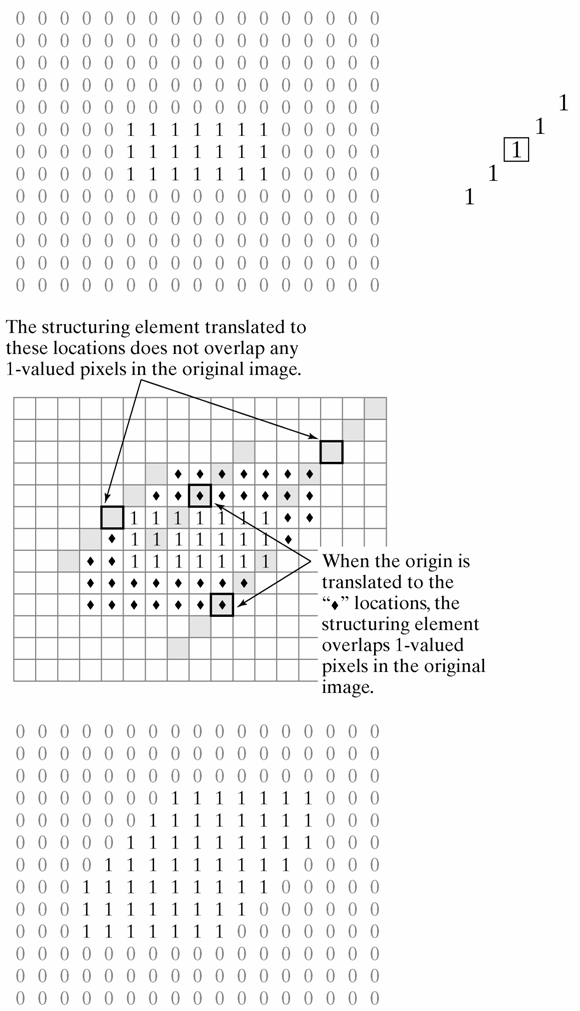 0 0 0 0 0 0 0 0 0 0 0 0 0 0 0 0 0
0 0 0 0 0 0 0 0 0 0 0 0 0 0 0 0 0
0 0 0 0 0 0 0 0 0 0 0 0 0 0 0 0 0
0 0 0 0 0 0 0 0 0 0 0 0 0 0 0 0 0
0 0 0 0 0 0 0 0 0 0 0 0 0 0 0 0 0
0 0 0 0 0 1 1 1 1 1 1 1 0 0 0 0 0
0 0 0 0 0 1 1 1 1 1 1 1 0 0 0 0 0
0 0 0 0 0 1 1 1 1 1 1 1 0 0 0 0 0
0 0 0 0 0 0 0 0 0 0 0 0 0 0 0 0 0
0 0 0 0 0 0 0 0 0 0 0 0 0 0 0 0 0
0 0 0 0 0 0 0 0 0 0 0 0 0 0 0 0 0
0 0 0 0 0 0 0 0 0 0 0 0 0 0 0 0 0
0 0 0 0 0 0 0 0 0 0 0 0 0 0 0 0 0
1
1
1
1
1
The structuring element translated to
these locations does not overlap any
1-valued pixels in the original image.
♦ ♦ ♦ ♦ ♦ ♦ ♦
♦ ♦ ♦ ♦ ♦ ♦ ♦ ♦
1 1 1 1 1 1 1 ♦ ♦
♦ 1 1 1 1 1 1 1 ♦
♦ ♦ 1 1 1 1 1 1 1
♦ ♦ ♦ ♦ ♦ ♦ ♦ ♦
♦ ♦ ♦ ♦ ♦ ♦ ♦
When the origin is
translated to the
“♦” locations, the
structuring element
overlaps 1-valued
pixels in the original
image.
0 0 0 0 0 0 0 0 0 0 0 0 0 0 0 0 0
0 0 0 0 0 0 0 0 0 0 0 0 0 0 0 0 0
0 0 0 0 0 0 0 0 0 0 0 0 0 0 0 0 0
0 0 0 0 0 0 0 1 1 1 1 1 1 1 0 0 0
0 0 0 0 0 0 1 1 1 1 1 1 1 1 0 0 0
0 0 0 0 0 1 1 1 1 1 1 1 1 1 0 0 0
0 0 0 0 1 1 1 1 1 1 1 1 1 0 0 0 0
0 0 0 1 1 1 1 1 1 1 1 1 0 0 0 0 0
0 0 0 1 1 1 1 1 1 1 1 0 0 0 0 0 0
0 0 0 1 1 1 1 1 1 1 0 0 0 0 0 0 0
0 0 0 0 0 0 0 0 0 0 0 0 0 0 0 0 0
0 0 0 0 0 0 0 0 0 0 0 0 0 0 0 0 0
0 0 0 0 0 0 0 0 0 0 0 0 0 0 0 0 0